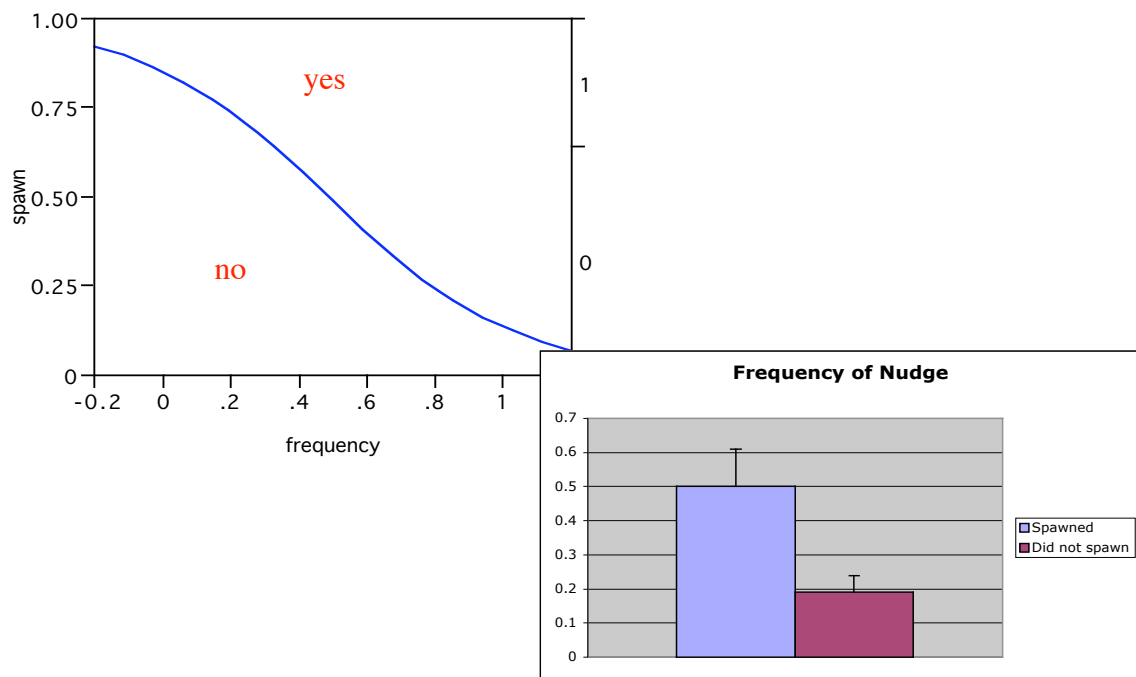 1.00
0.75
0.50
0.25
0
spawn
yes
no
1
0
-0.2 0 .2 .4 .6 .8 1
frequency
Frequency of Nudge
0.7
0.6
0.5
0.4
0.3
0.2
0.1
0
Spawned
Did not spawn